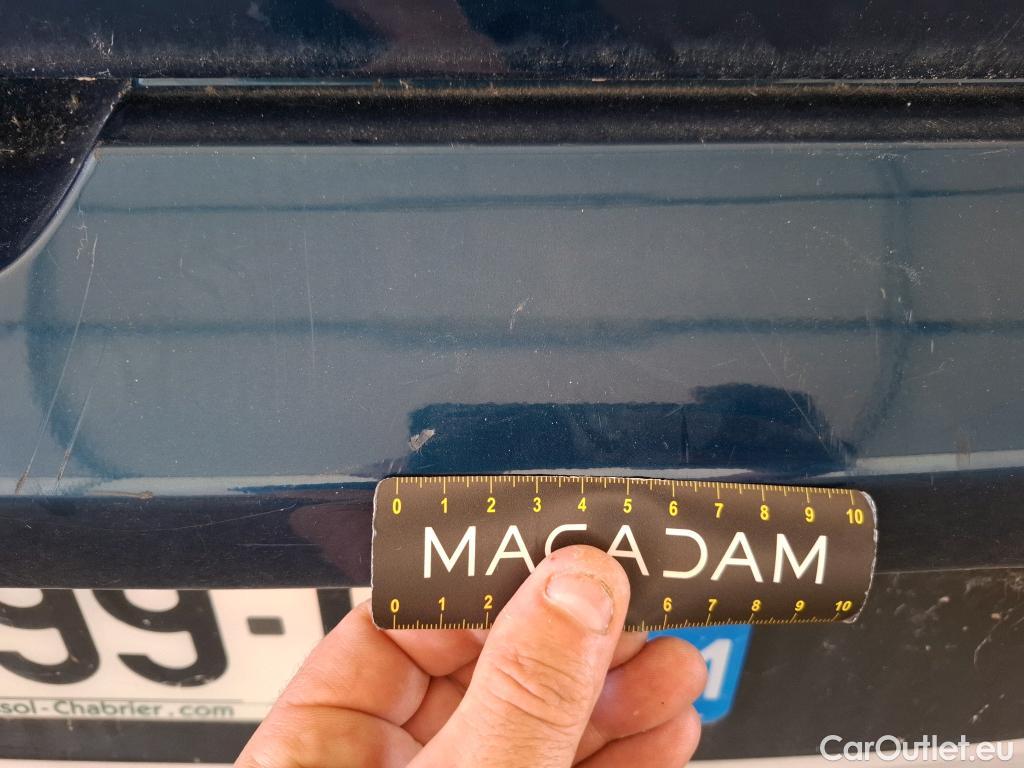 0 1 2 3 4 5 6 7 8 9 10
MACADAM
0 1 2 6 7 8 9 10
99-
sol-Chabrier.com
CarOutlet.eu